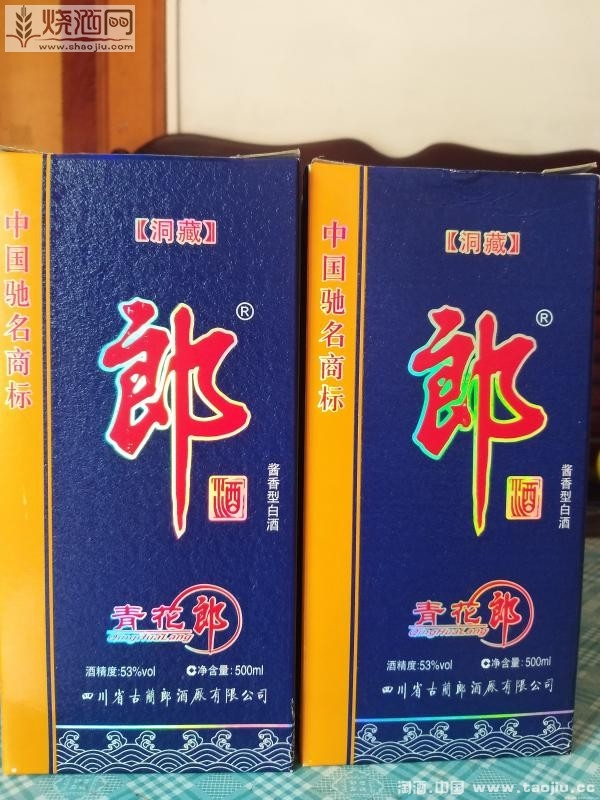 烧酒网
www.shaojiu.com
中国驰名商标
【洞藏】
郎®
酒
酱香型白酒
青花郎
QingHuaLang
酒精度:53%vol 净含量:500ml
四川省古蔺郎酒厰有限公司
中国驰名商标
【洞藏】
郎®
酒
酱香型白酒
青花郎
QingHuaLang
酒精度:53%vol 净含量:500ml
四川省古蔺郎酒厰有限公司
淘酒.中国 www.taojiu.cc